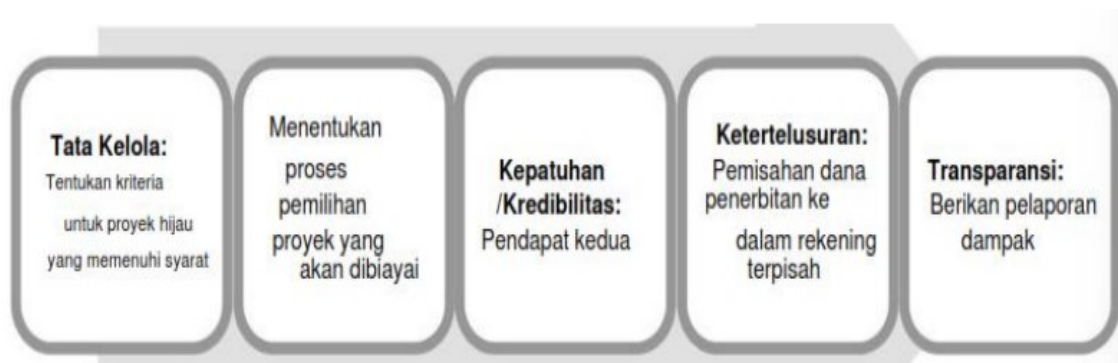 Tata Kelola:
Tentukan kriteria
untuk proyek hijau
yang memenuhi syarat
Menentukan
proses
pemilihan
proyek yang
akan dibiayai
Kepatuhan
/Kredibilitas:
Pendapat kedua
Ketertelusuran:
Pemisahan dana
penerbitan ke
dalam rekening
terpisah
Transparansi:
Berikan pelaporan
dampak